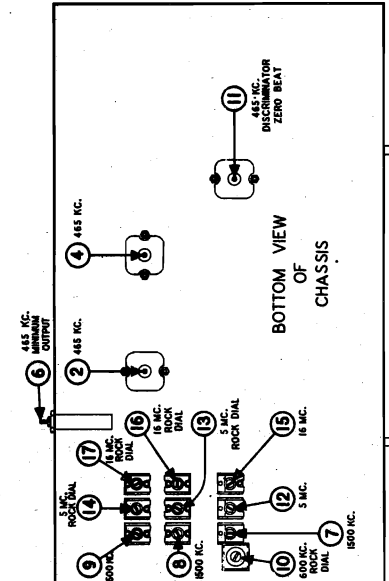 6
465 KC.
MINIMUM
OUTPUT
2
465 KC.
4
465 KC.
11
465-KC.
DISCRIMINATOR
ZERO BEAT
BOTTOM VIEW
OF
CHASSIS
17
16 MC.
ROCK
DIAL
16
16 MC.
ROCK
DIAL
14
5 MC.
ROCK DIAL
13
5 MC.
ROCK DIAL
15
16 MC.
12
5 MC.
9
8
1500 KC.
7
1500 KC.
10
600 KC.
ROCK
DIAL